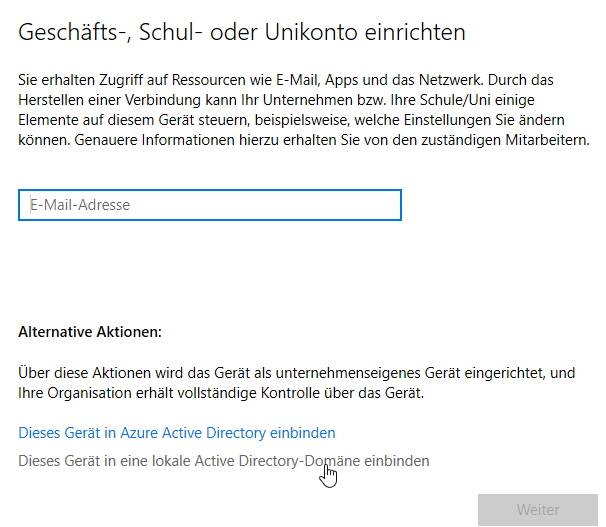 Geschäfts-, Schul- oder Unikonto einrichten
Sie erhalten Zugriff auf Ressourcen wie E-Mail, Apps und das Netzwerk. Durch das
Herstellen einer Verbindung kann Ihr Unternehmen bzw. Ihre Schule/Uni einige
Elemente auf diesem Gerät steuern, beispielsweise, welche Einstellungen Sie ändern
können. Genauere Informationen hierzu erhalten Sie von den zuständigen Mitarbeitern.
E-Mail-Adresse
Alternative Aktionen:
Über diese Aktionen wird das Gerät als unternehmenseigenes Gerät eingerichtet, und
Ihre Organisation erhält vollständige Kontrolle über das Gerät.
Dieses Gerät in Azure Active Directory einbinden
Dieses Gerät in eine lokale Active Directory-Domäne einbinden
Weiter